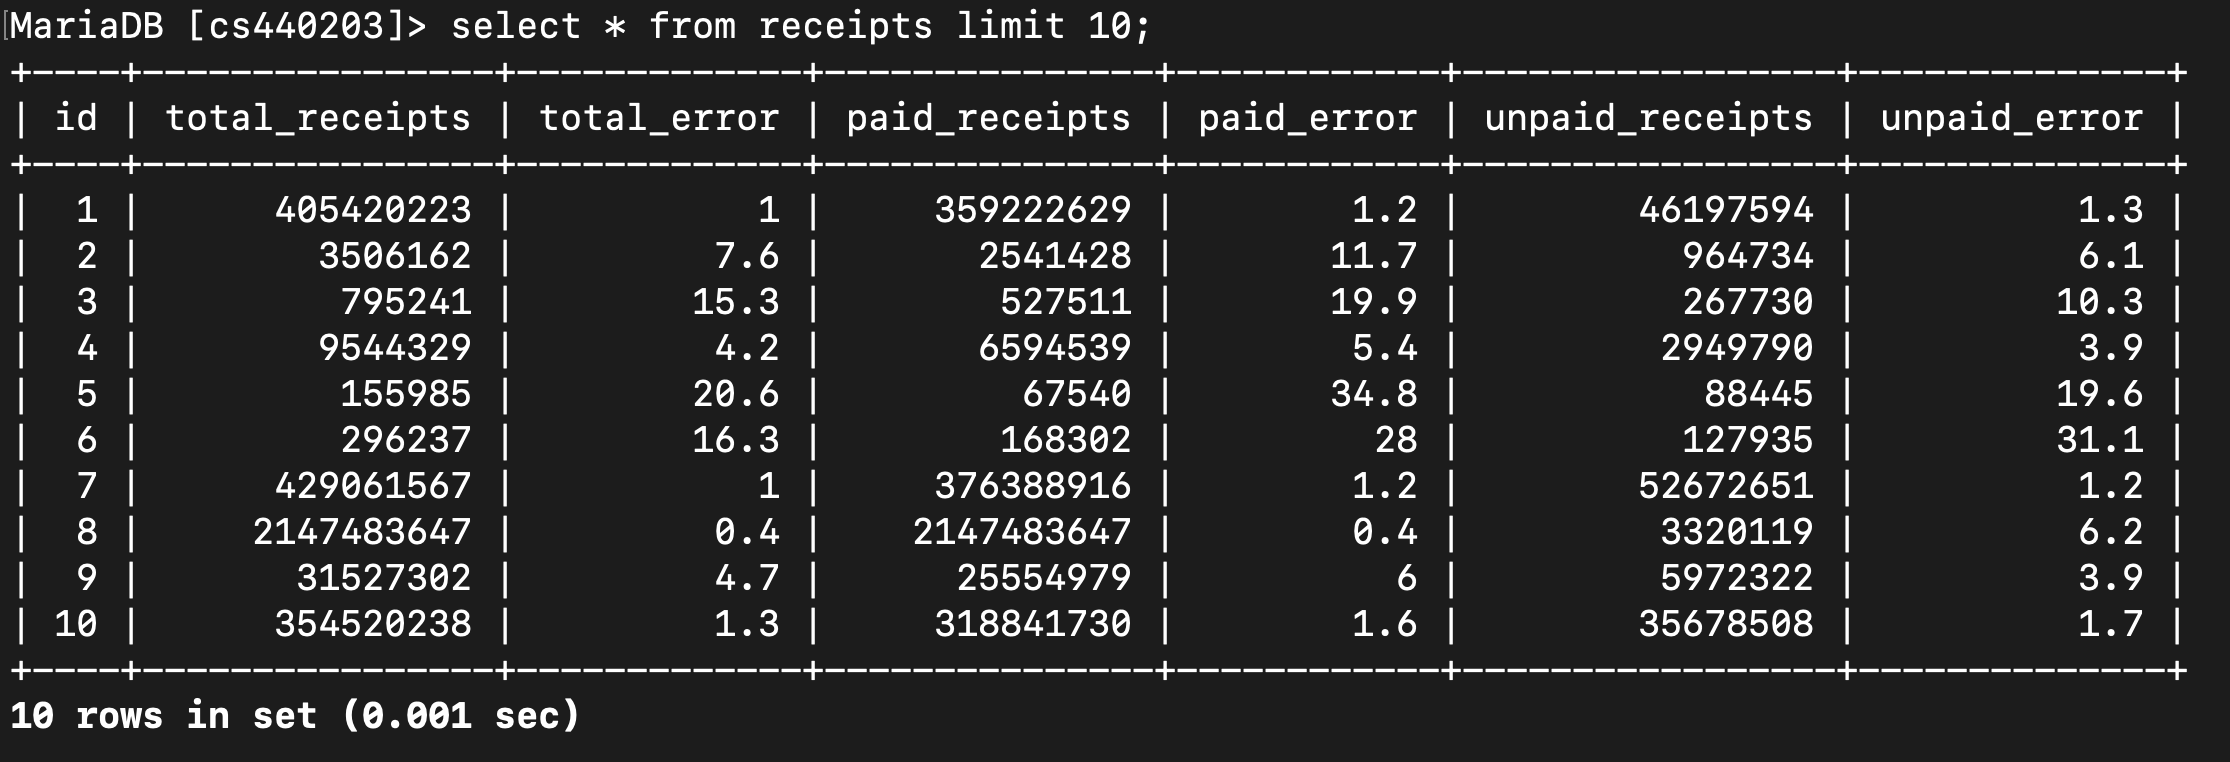 MariaDB [cs440203]> select * from receipts limit 10;
+----+----------------+-------------+---------------+------------+-----------------+--------------+
| id | total_receipts | total_error | paid_receipts | paid_error | unpaid_receipts | unpaid_error |
+----+----------------+-------------+---------------+------------+-----------------+--------------+
|  1 |      405420223 |           1 |     359222629 |        1.2 |        46197594 |          1.3 |
|  2 |        3506162 |         7.6 |       2541428 |       11.7 |          964734 |          6.1 |
|  3 |         795241 |        15.3 |        527511 |       19.9 |          267730 |         10.3 |
|  4 |        9544329 |         4.2 |       6594539 |        5.4 |         2949790 |          3.9 |
|  5 |         155985 |        20.6 |         67540 |       34.8 |           88445 |         19.6 |
|  6 |         296237 |        16.3 |        168302 |         28 |          127935 |         31.1 |
|  7 |      429061567 |           1 |     376388916 |        1.2 |        52672651 |          1.2 |
|  8 |     2147483647 |         0.4 |    2147483647 |        0.4 |         3320119 |          6.2 |
|  9 |       31527302 |         4.7 |      25554979 |          6 |         5972322 |          3.9 |
| 10 |      354520238 |         1.3 |     318841730 |        1.6 |        35678508 |          1.7 |
+----+----------------+-------------+---------------+------------+-----------------+--------------+
10 rows in set (0.001 sec)